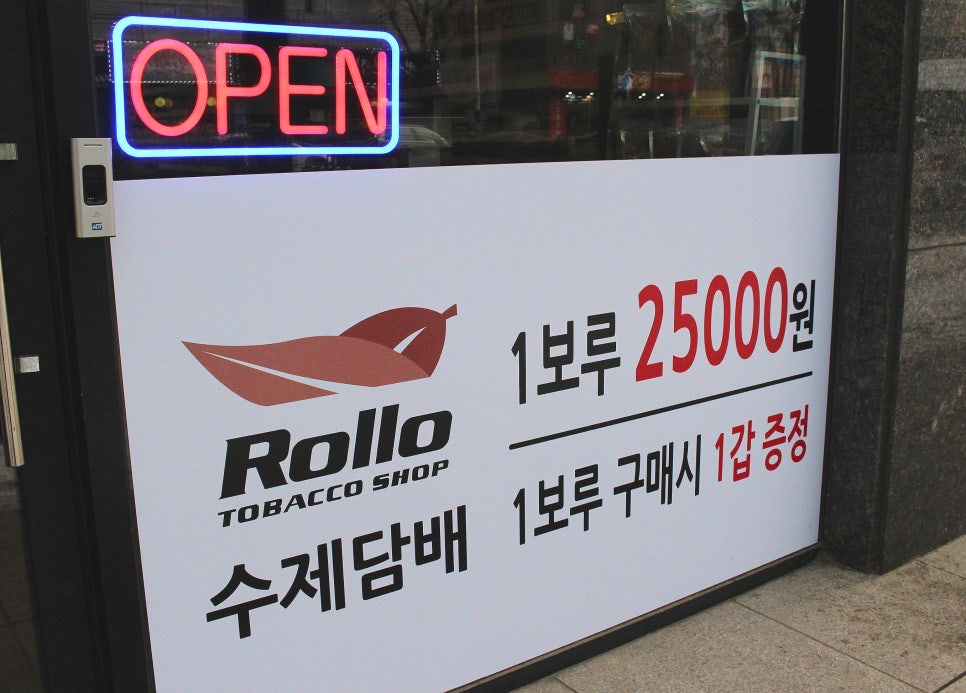 OPEN
ADT
Rollo
TOBACCO SHOP
수제담배
1보루 25000원
1보루 구매시 1갑 증정